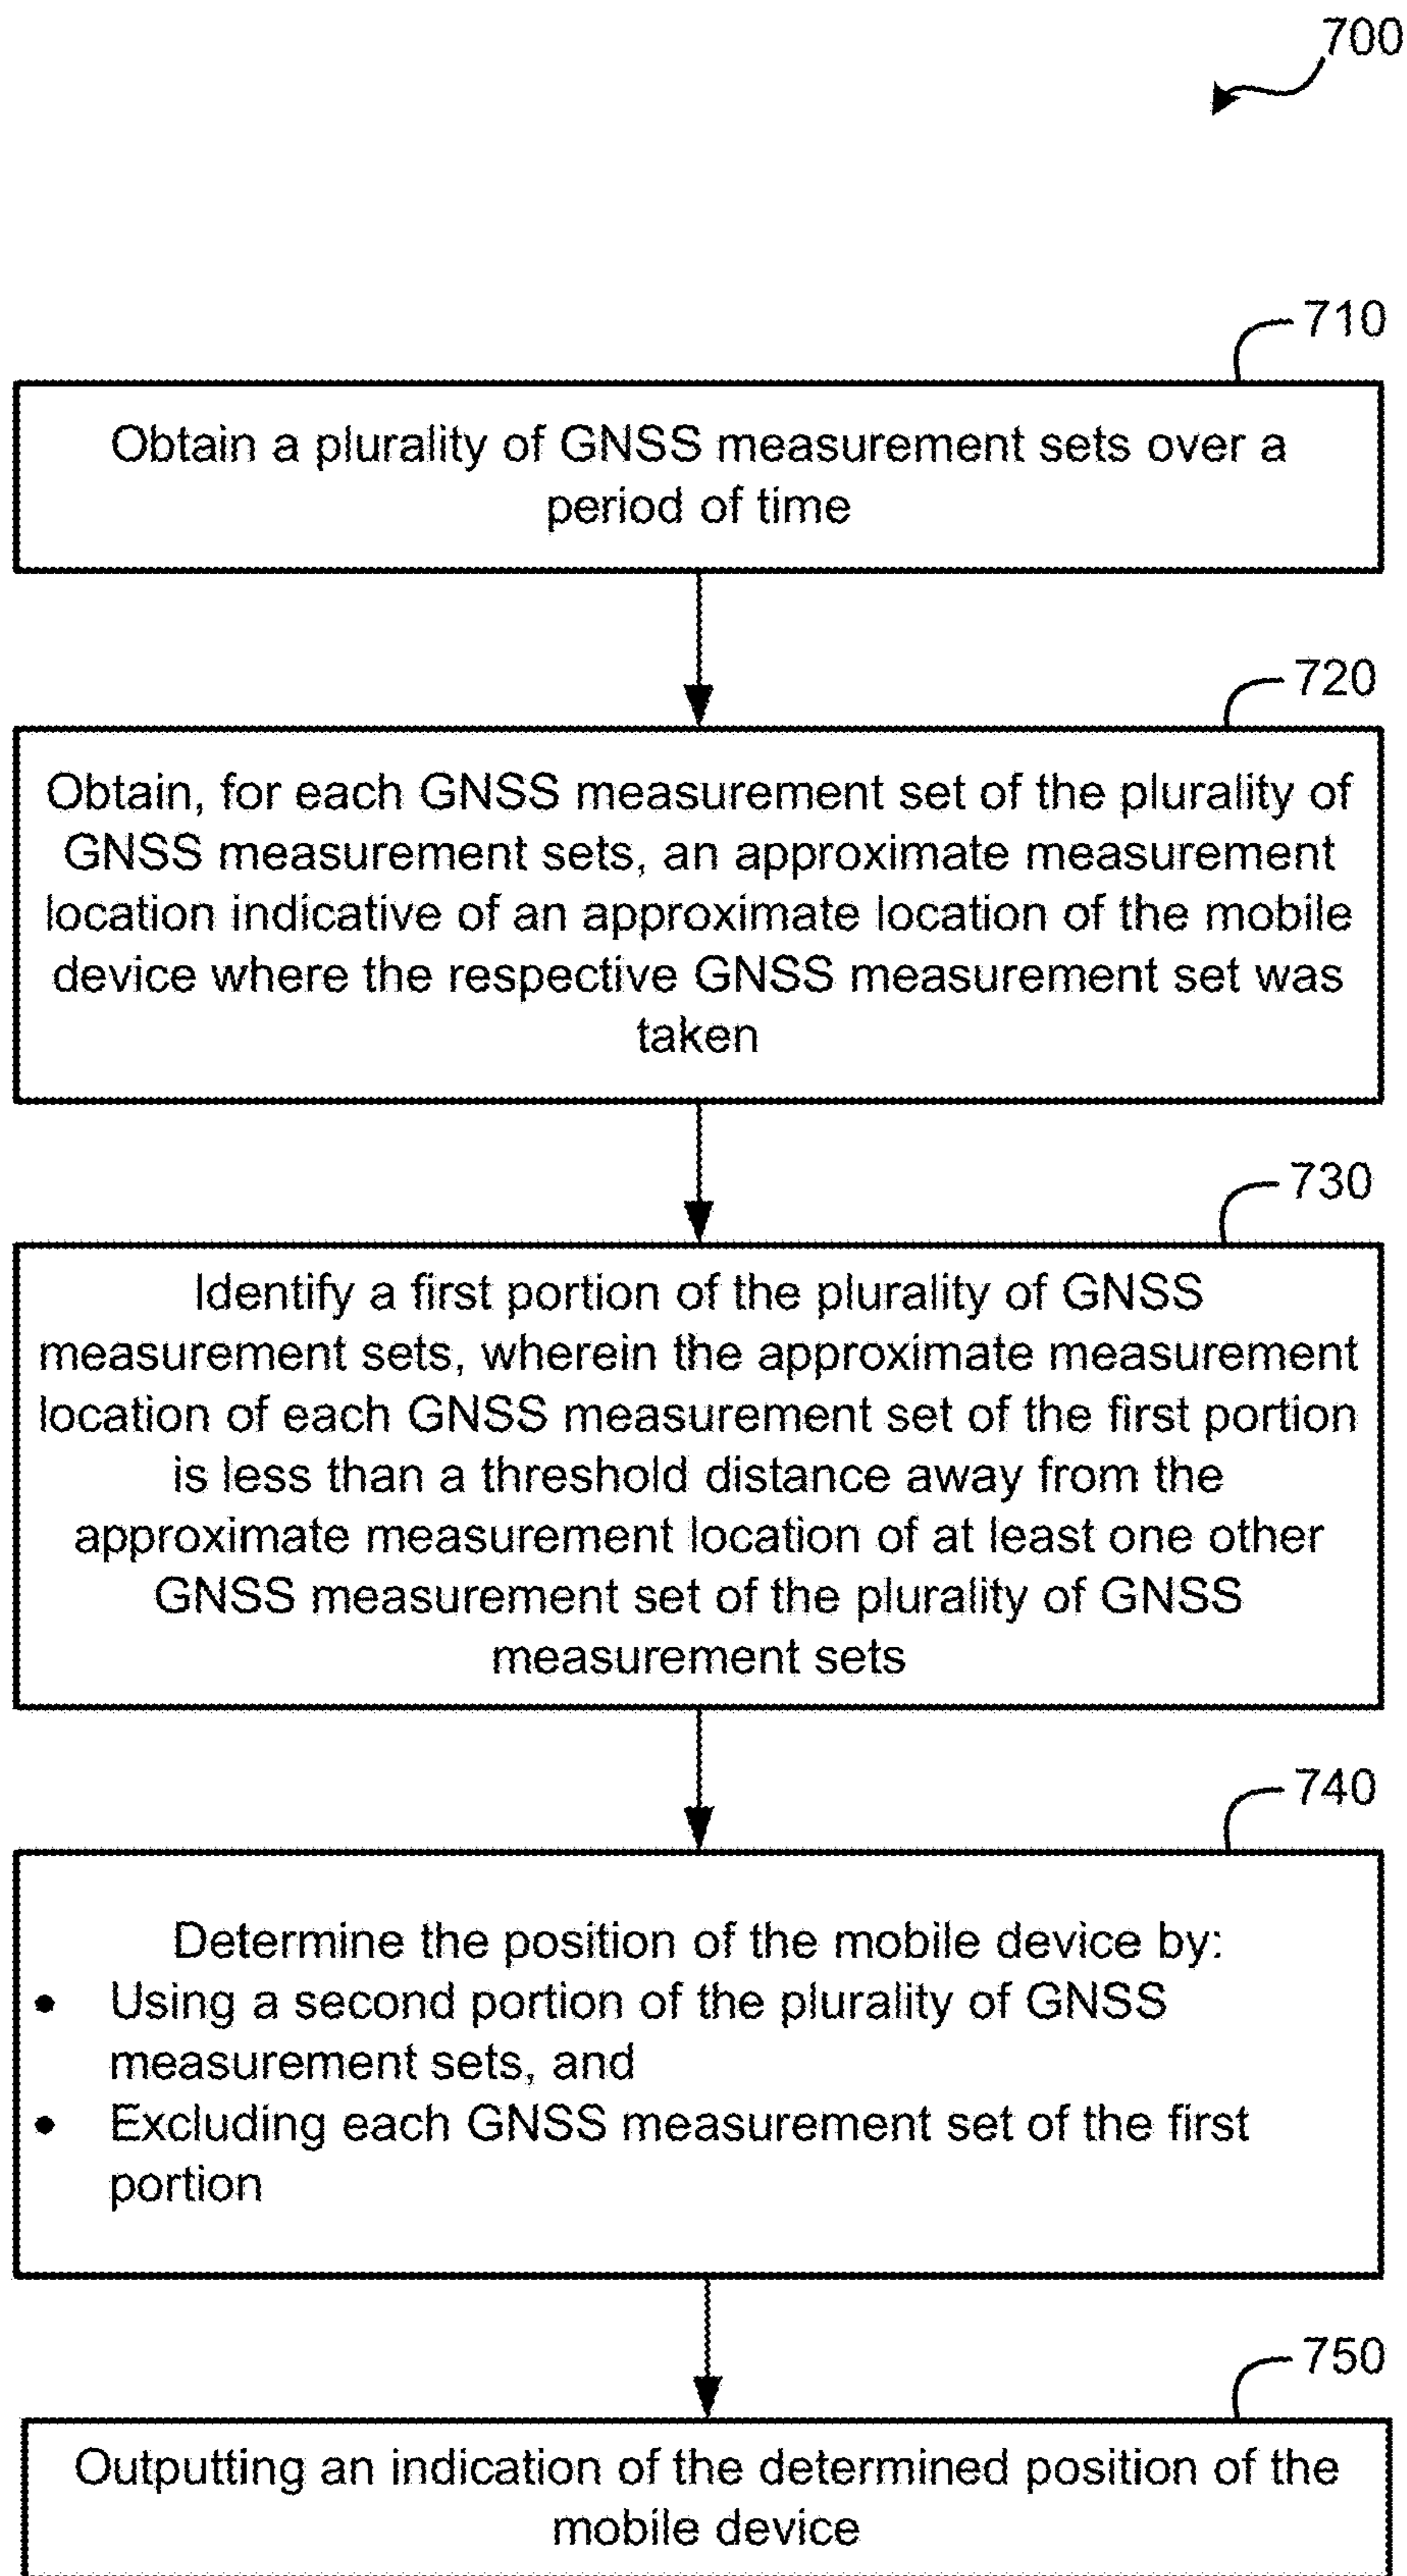 700
710
Obtain a plurality of GNSS measurement sets over a
period of time
720
Obtain, for each GNSS measurement set of the plurality of
GNSS measurement sets, an approximate measurement
location indicative of an approximate location of the mobile
device where the respective GNSS measurement set was
taken
730
Identify a first portion of the plurality of GNSS
measurement sets, wherein the approximate measurement
location of each GNSS measurement set of the first portion
is less than a threshold distance away from the
approximate measurement location of at least one other
GNSS measurement set of the plurality of GNSS
measurement sets
740
Determine the position of the mobile device by:
• Using a second portion of the plurality of GNSS
measurement sets, and
• Excluding each GNSS measurement set of the first
portion
750
Outputting an indication of the determined position of the
mobile device